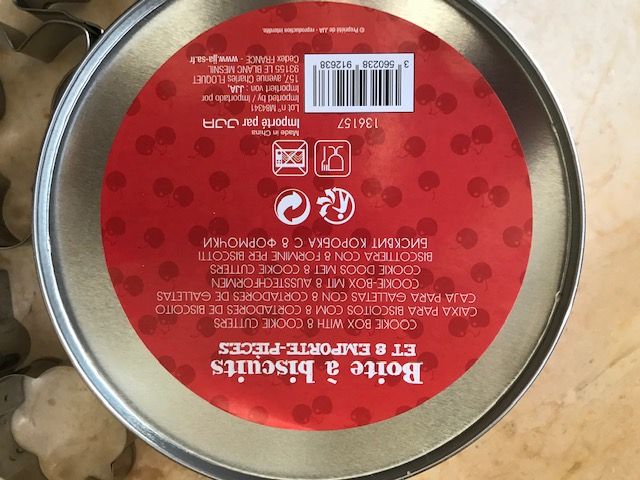 Boite à biscuits
ET 8 EMPORTE-PIÈCES
COOKIE BOX WITH 8 COOKIE CUTTERS
CAIXA PARA BISCOITOS COM 8 CORTADORES DE BISCOITO
CAJA PARA GALLETAS CON 8 CORTADORES DE GALLETAS
COOKIE-BOX MIT 8 AUSSTECHFORMEN
COOKIE DOOS MET 8 COOKIE CUTTERS
BISCOTTIERA CON 8 FORMINE PER BISCOTTI
БИСКВИТ КОРОБКА С 8 ФОРМОЧКИ
Made in China
136157
Importé par JJA
Lot n° M84341
Imported by / Importado por
Importiert von : JJA,
157 avenue Charles FLOQUET
93155 LE BLANC MESNIL
Cedex FRANCE - www.jja-sa.fr
3 560238 912638
© Propriété de JJA - reproduction interdite.